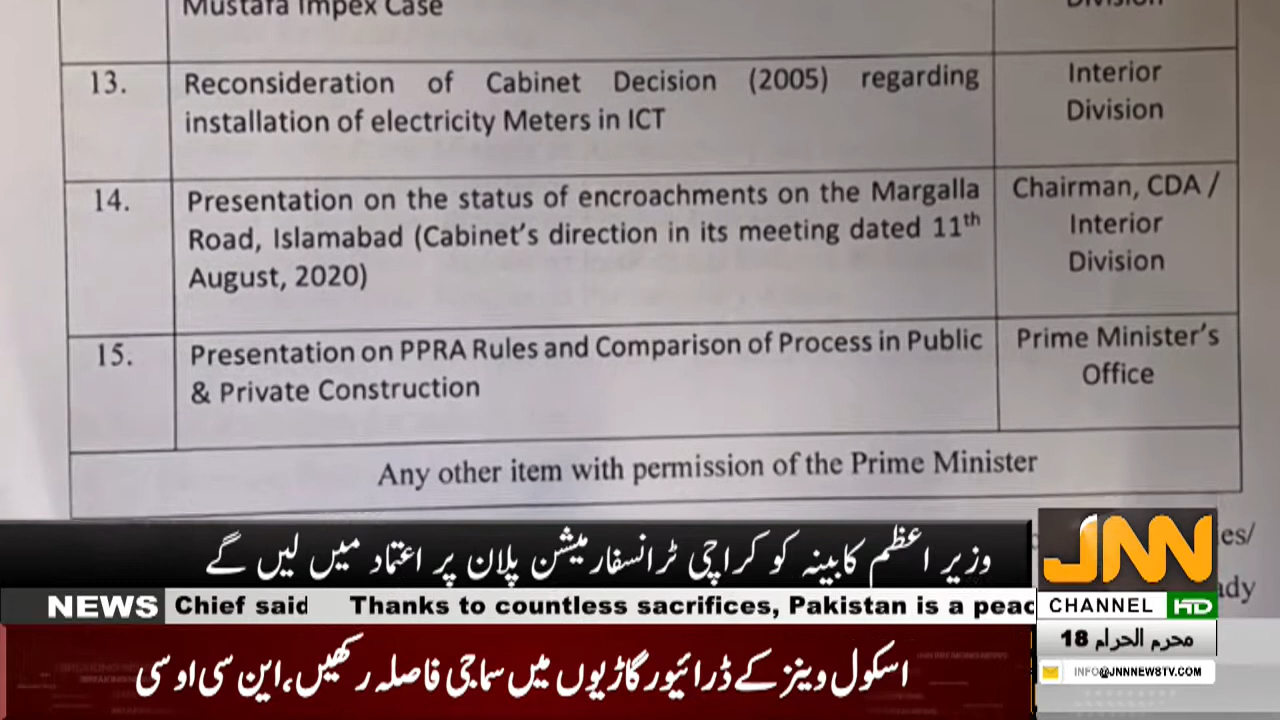 Mustafa Impex Case
Division
13. Reconsideration of Cabinet Decision (2005) regarding installation of electricity Meters in ICT
Interior Division
14. Presentation on the status of encroachments on the Margalla Road, Islamabad (Cabinet's direction in its meeting dated 11th August, 2020)
Chairman, CDA / Interior Division
15. Presentation on PPRA Rules and Comparison of Process in Public & Private Construction
Prime Minister's Office
Any other item with permission of the Prime Minister
وزیر اعظم کابینہ کو کراچی ٹرانسفارمیشن پلان پر اعتماد میں لیں گے
JNN
CHANNEL HD
NEWS Chief said Thanks to countless sacrifices, Pakistan is a peac
18 محرم الحرام
اسکول وینز کے ڈرائیور گاڑیوں میں سماجی فاصلہ رکھیں، این سی او سی
INFO@JNNNEWSTV.COM